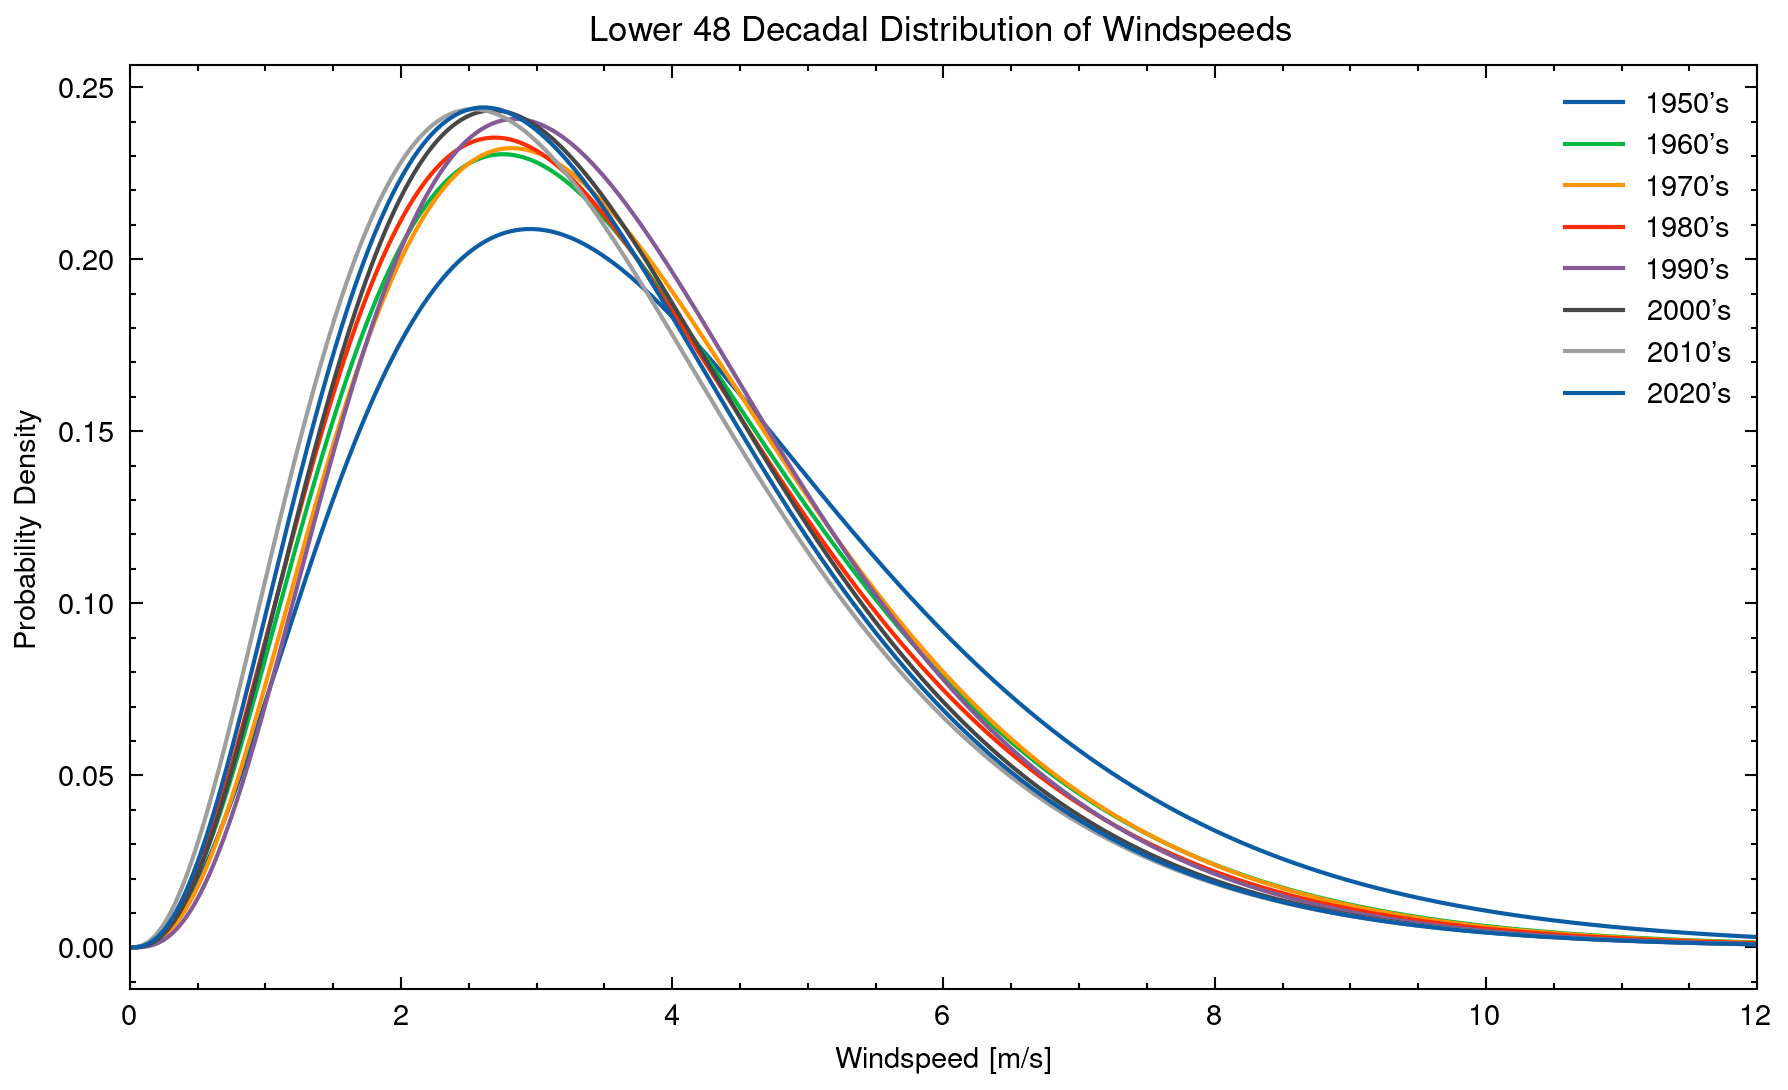 Lower 48 Decadal Distribution of Windspeeds
0.25
0.20
0.15
0.10
0.05
0.00
Probability Density
1950’s
1960’s
1970’s
1980’s
1990’s
2000’s
2010’s
2020’s
0 2 4 6 8 10 12
Windspeed [m/s]